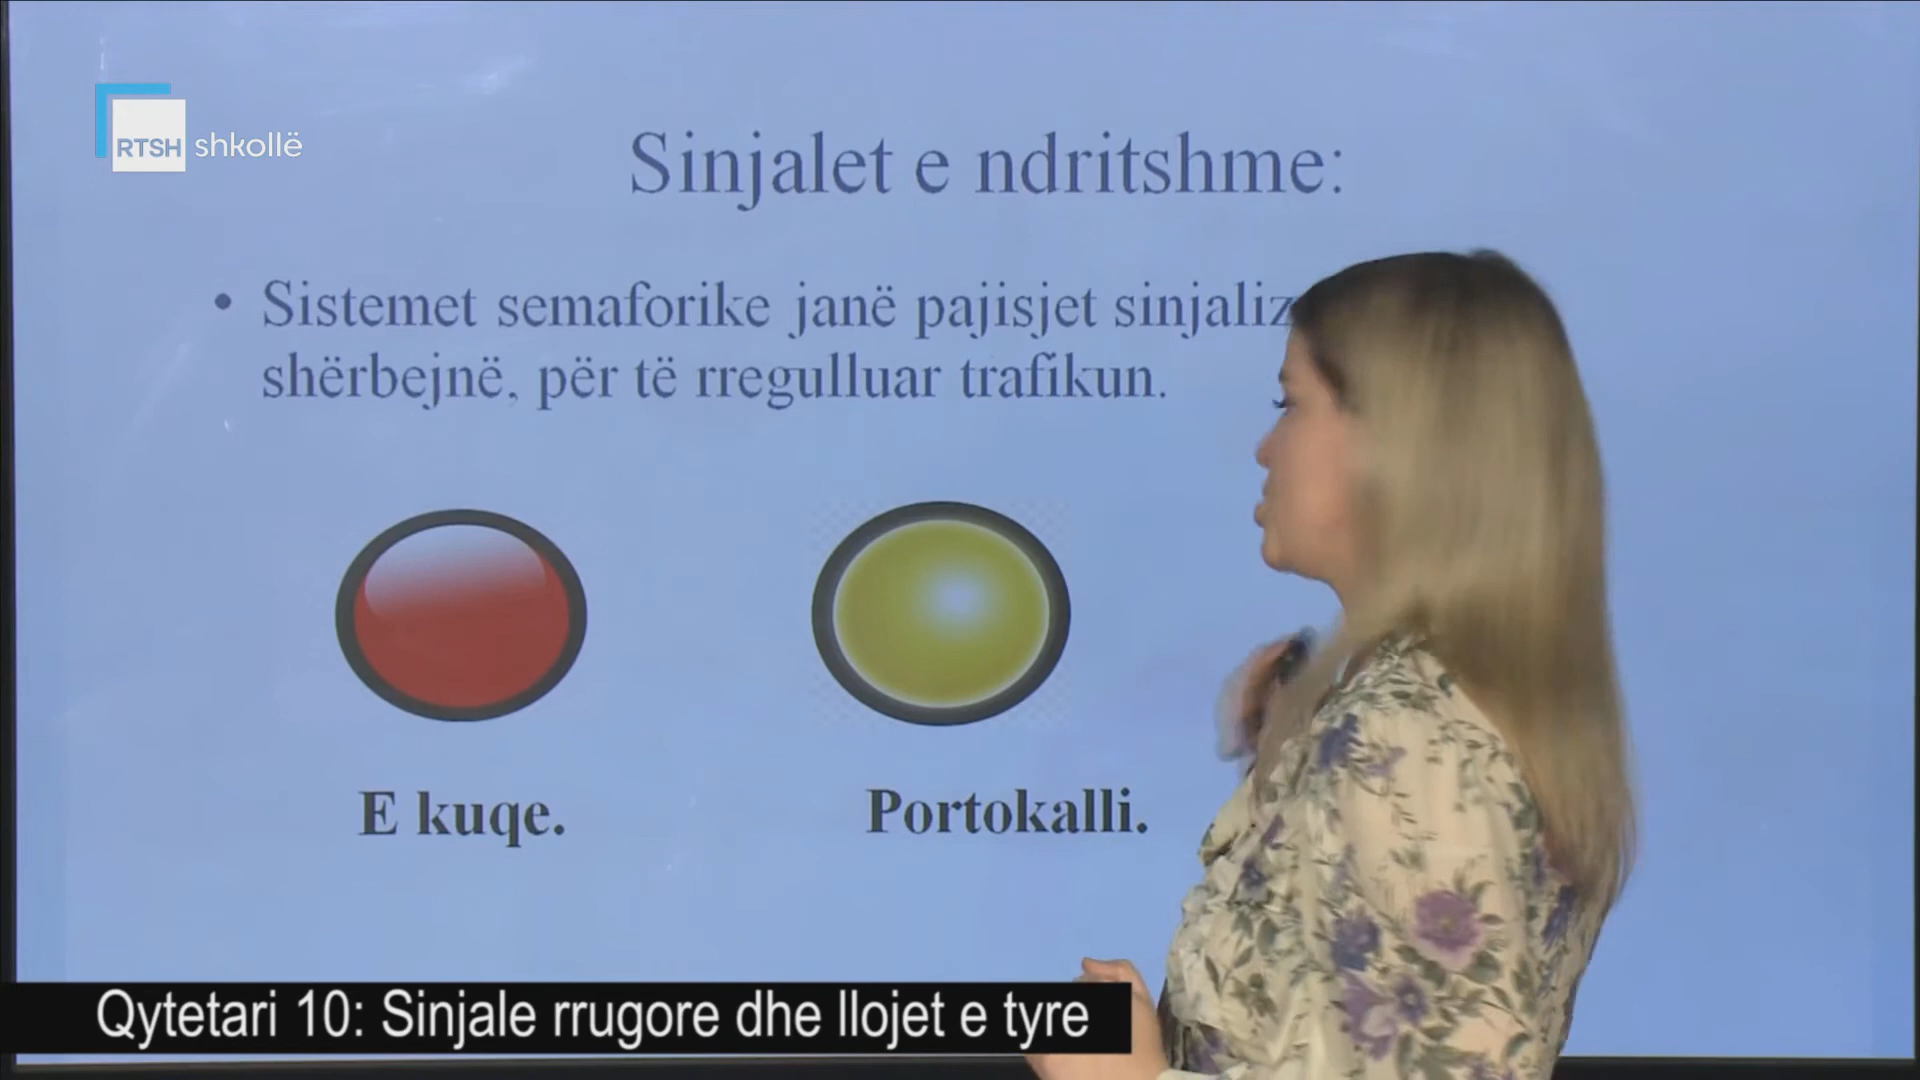 RTSH shkollë
Sinjalet e ndritshme:
• Sistemet semaforike janë pajisjet
shërbejnë, për të rregulluar trafikun.
E kuqe.
Portokalli.
Qytetari 10: Sinjale rrugore dhe llojet e tyre